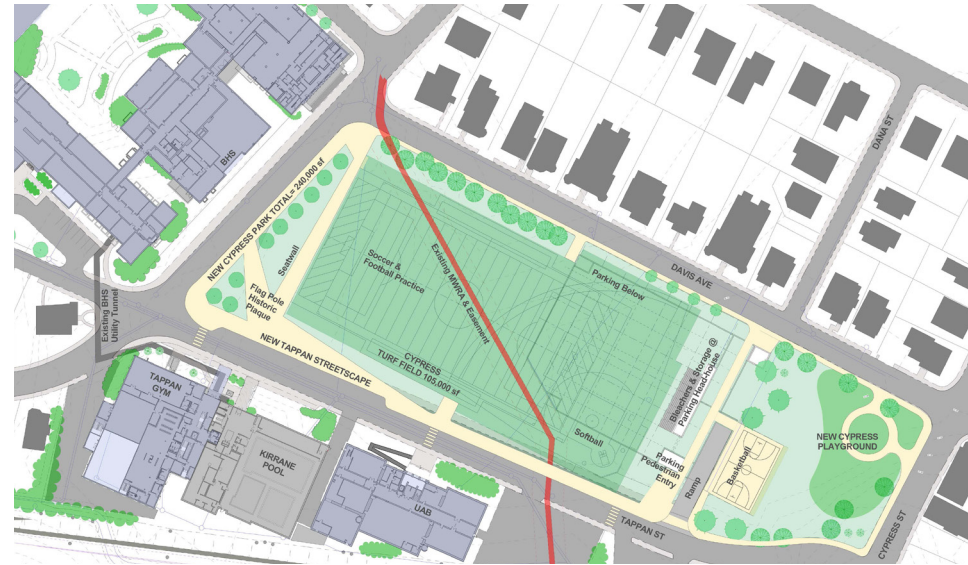 BHS
DANA ST
NEW CYPRESS PARK TOTAL= 240,000 sf
Seatwall
Soccer &
Football Practice
Existing MWRA & Easement
Parking Below
DAVIS AVE
Flag Pole
Historic
Plaque
Existing BHS
Utility Tunnel
NEW TAPPAN STREETSCAPE
CYPRESS
TURF FIELD 105,000 sf
Bleachers & Storage @
Parking Head-house
TAPPAN
GYM
KIRRANE
POOL
UAB
Softball
Parking
Pedestrian
Entry
Ramp
Basketball
NEW CYPRESS
PLAYGROUND
TAPPAN ST
CYPRESS ST